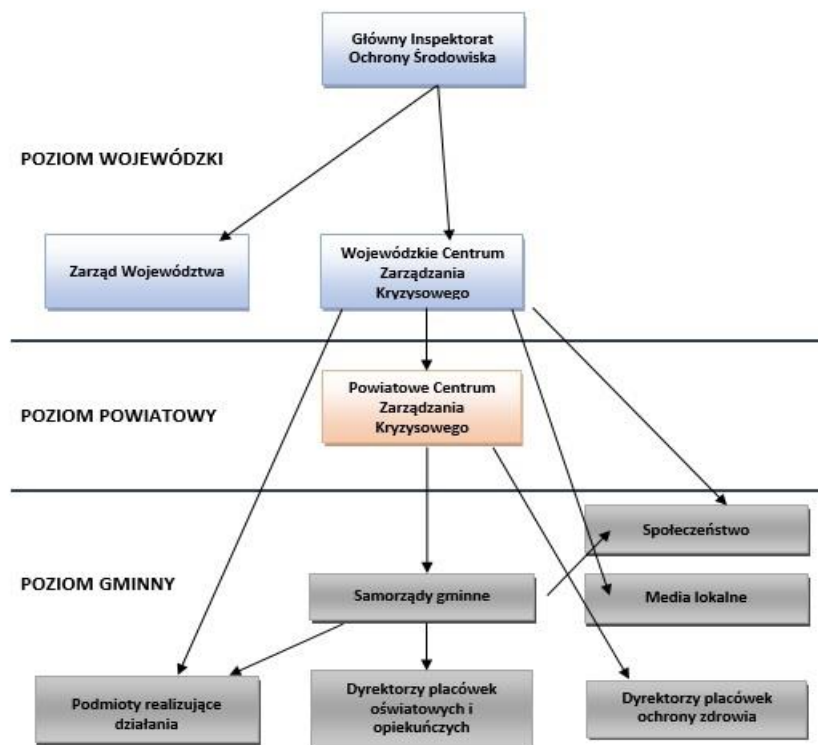 Główny Inspektorat
Ochrony Środowiska
POZIOM WOJEWÓDZKI
Zarząd Województwa
Wojewódzkie Centrum
Zarządzania
Kryzysowego
POZIOM POWIATOWY
Powiatowe Centrum
Zarządzania
Kryzysowego
Społeczeństwo
POZIOM GMINNY
Samorządy gminne
Media lokalne
Podmioty realizujące
działania
Dyrektorzy placówek
oświatowych i
opiekuńczych
Dyrektorzy placówek
ochrony zdrowia